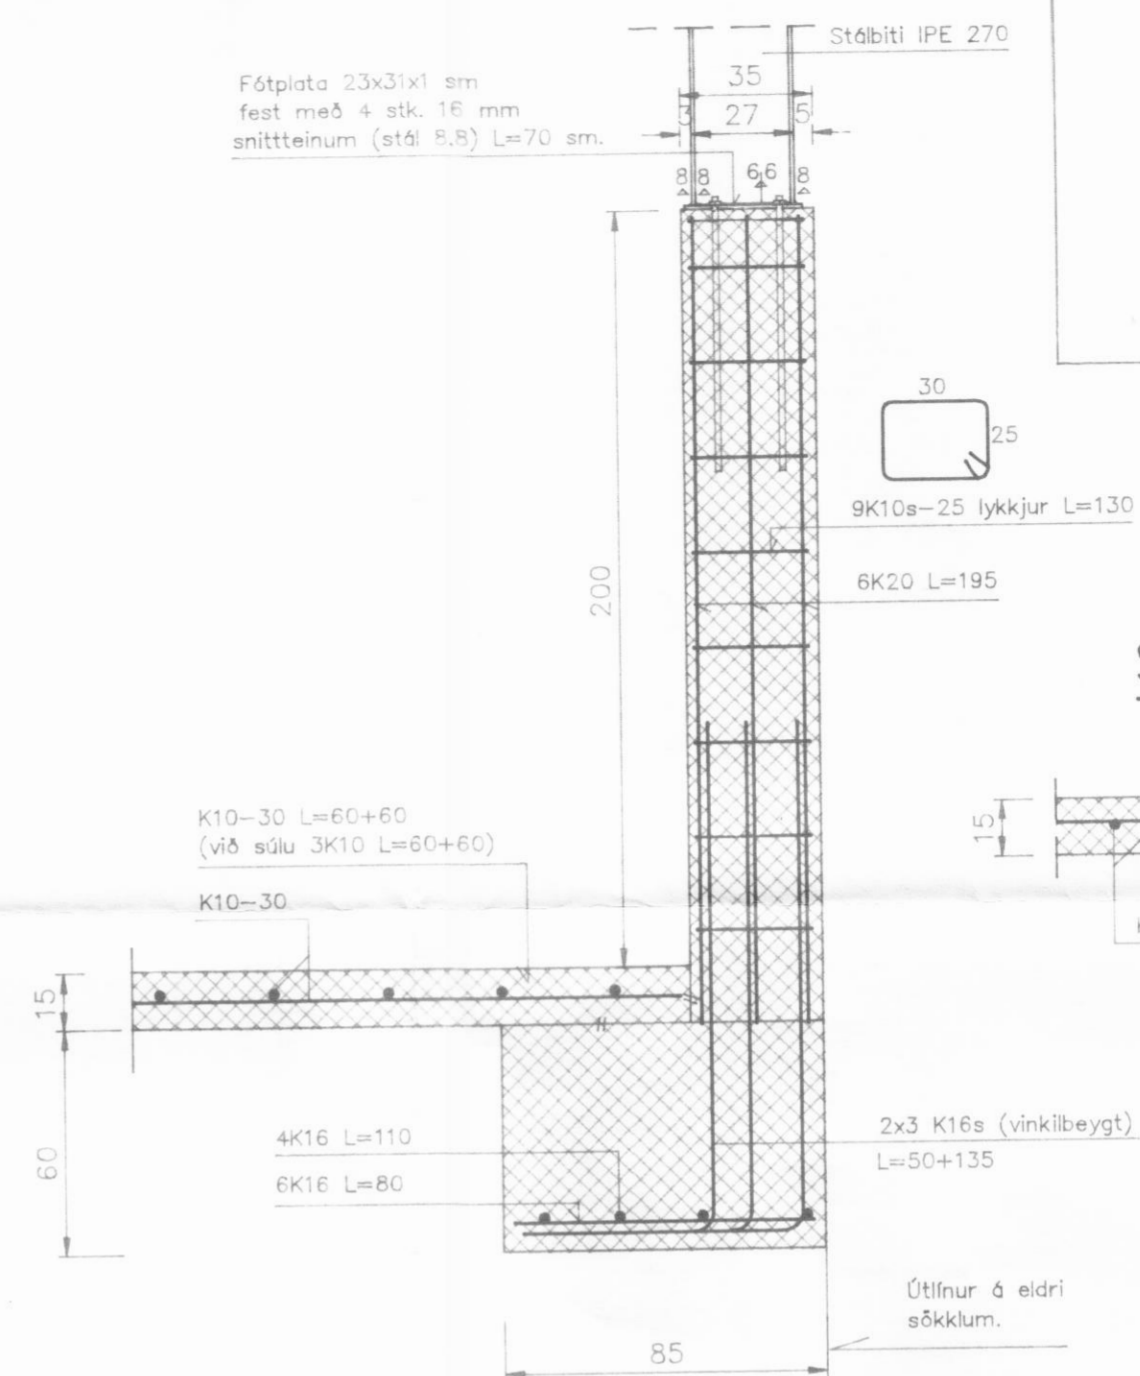 Stálbiti IPE 270
Fótplata 23x31x1 sm
fest með 4 stk. 16 mm
snittteinum (stál 8.8) L=70 sm.
35
3 27 5
8 8 6 6 8
200
30
25
9K10s-25 lykkjur L=130
6K20 L=195
K10-30 L=60+60
(við súlu 3K10 L=60+60)
K10-30
15
15
60
4K16 L=110
6K16 L=80
2x3 K16s (vinkilbeygt)
L=50+135
Útlínur á eldri
sökklum.
85